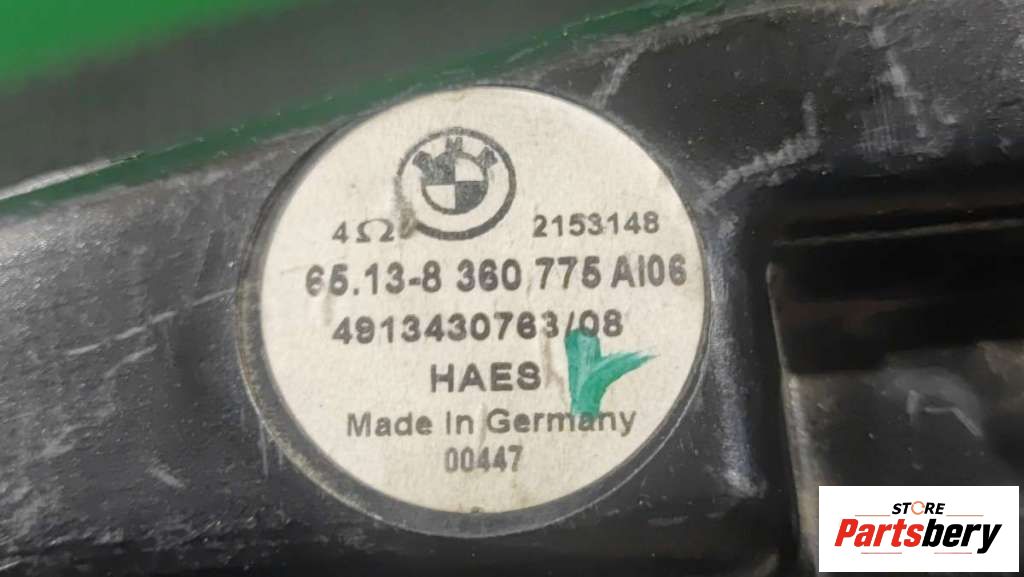 BMW
4Ω 2153148
65.13-8 360 775 AI06
4913430763/08
HAES
Made In Germany
00447
STORE
Partsbery